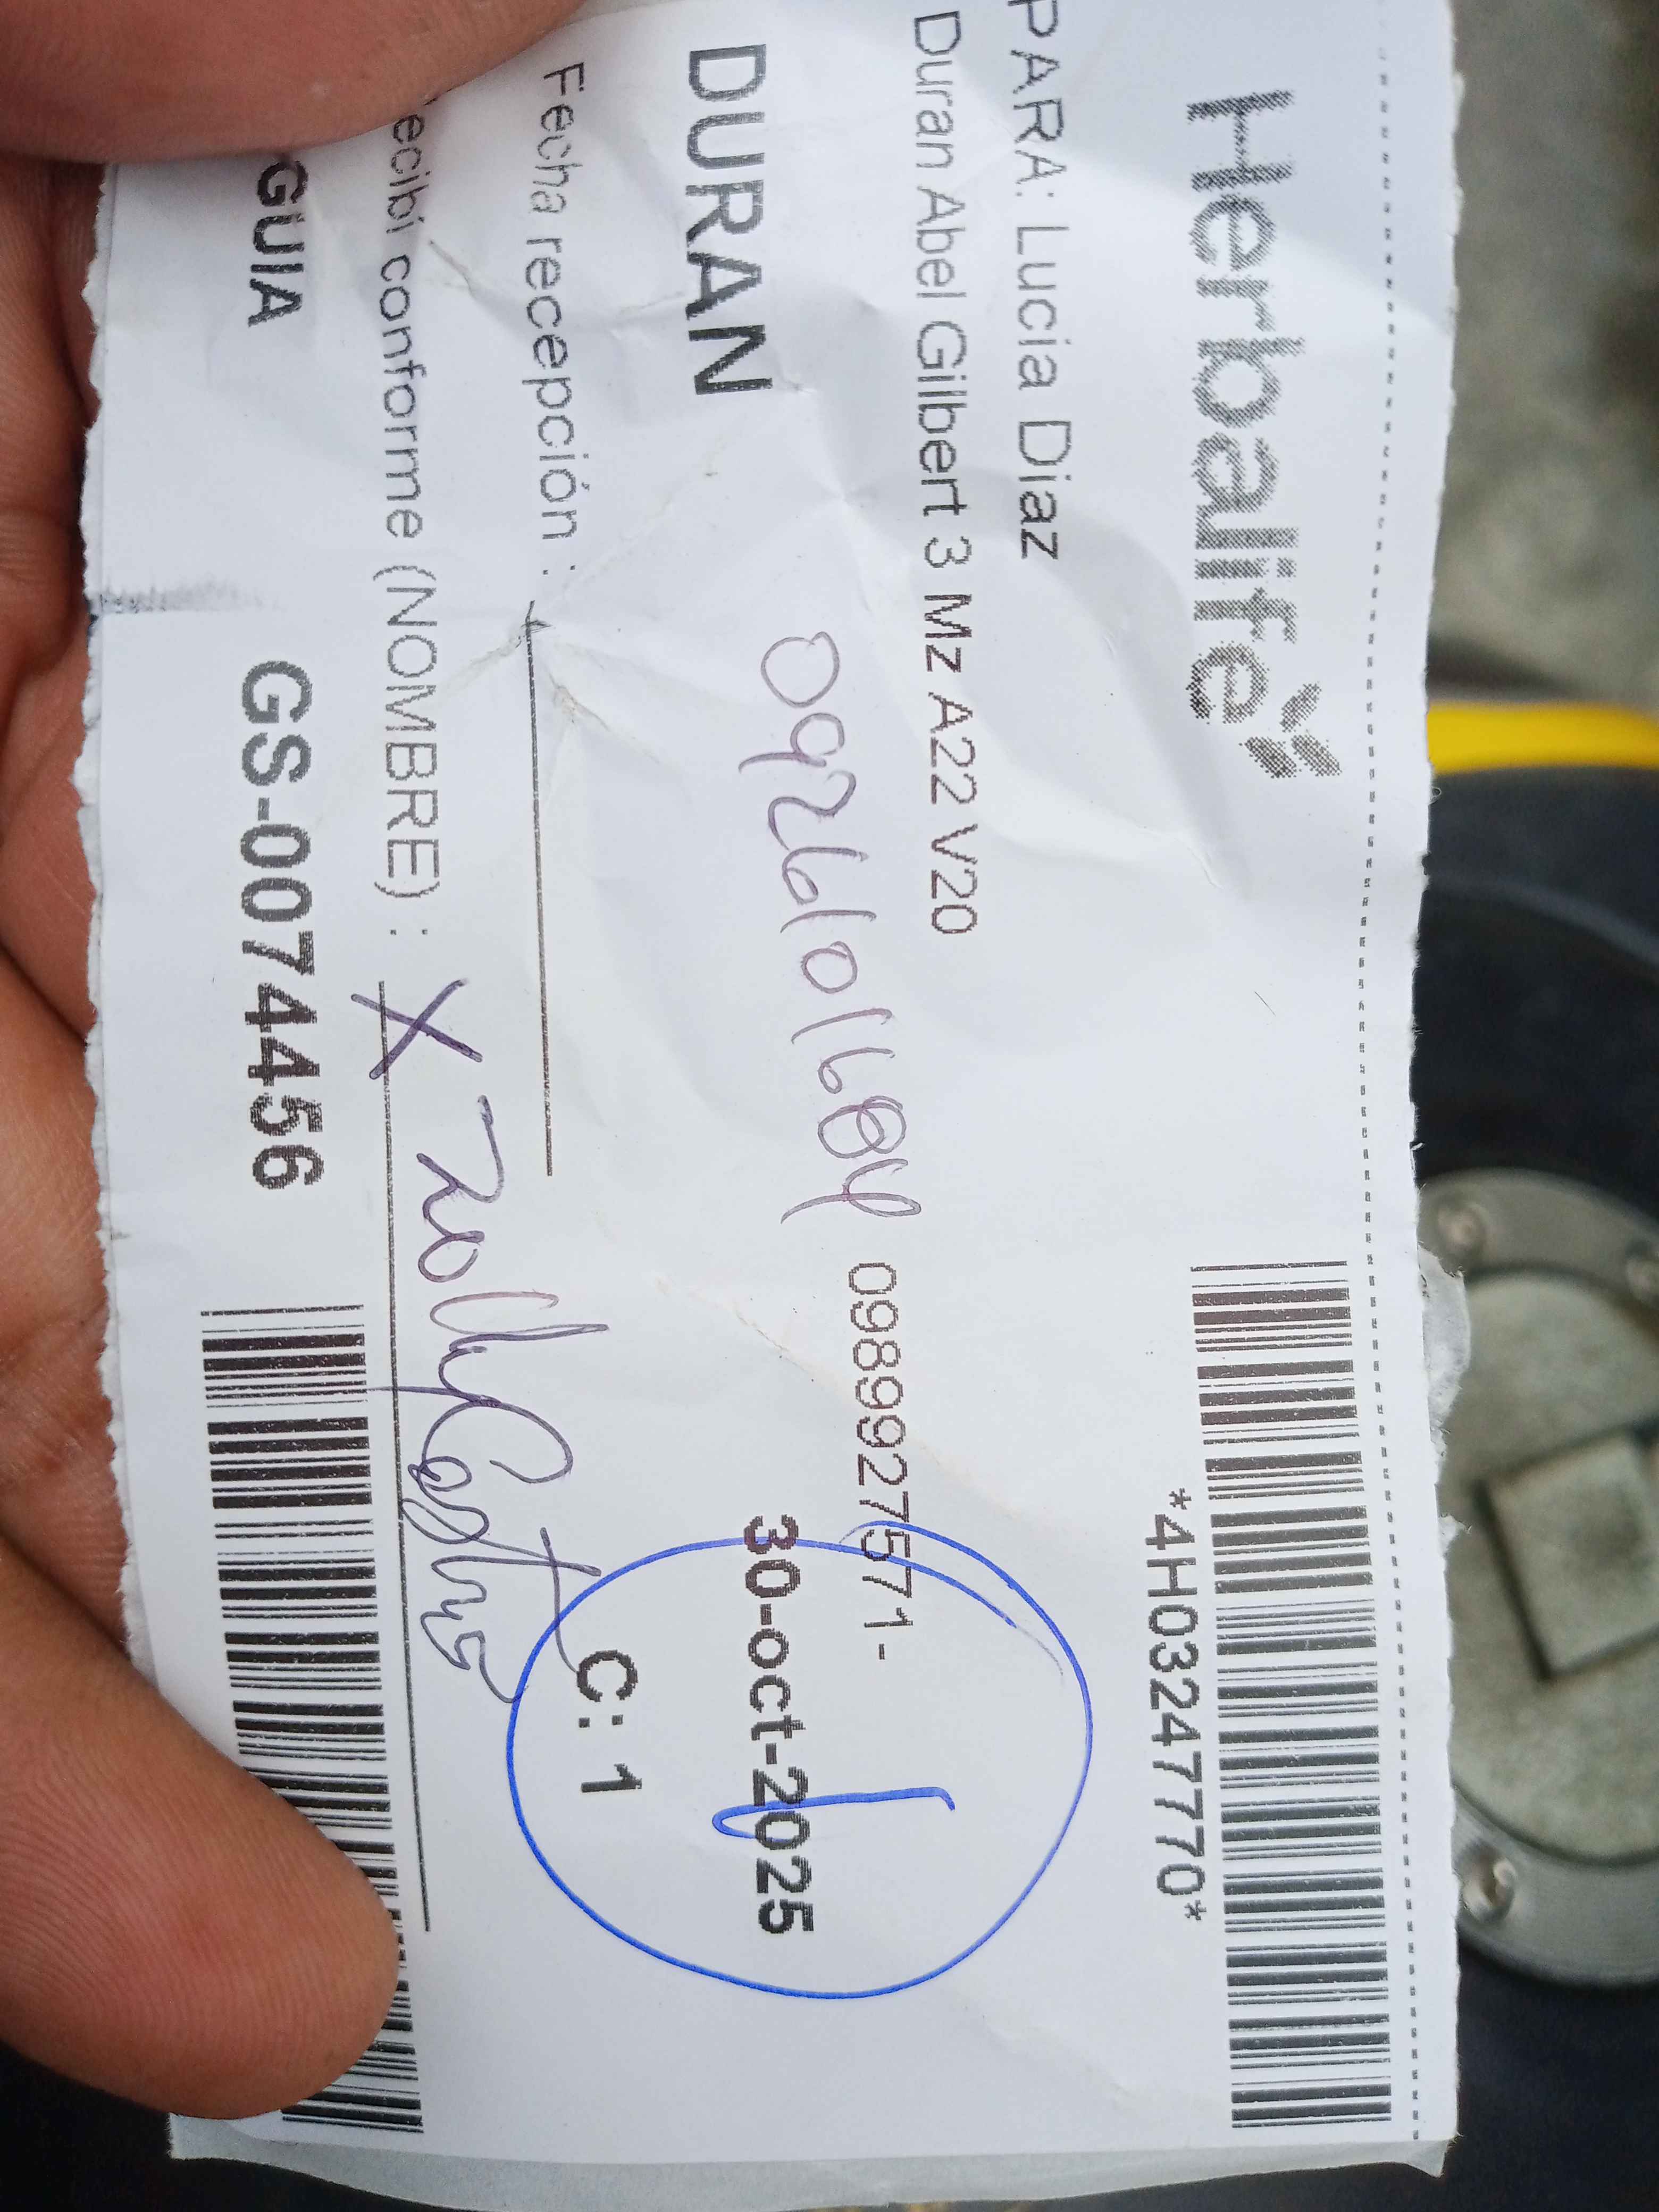 Herbalife
*4H03247770*
PARA: Lucia Diaz
Duran Abel Gilbert 3 Mz A22 V20
0989927571-
0926101684
DURAN
30-oct-2025
C: 1
Fecha recepción :
ecibi conforme (NOMBRE) : X
GUIA GS-0074456